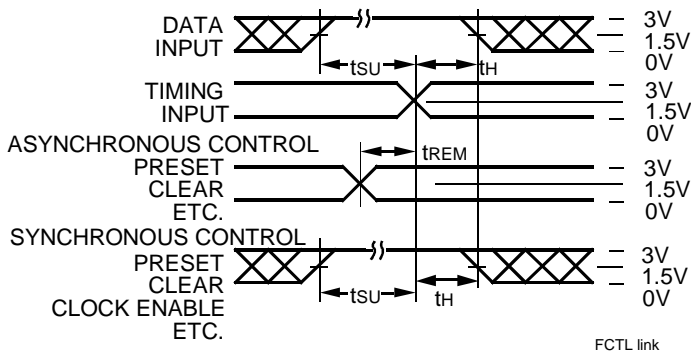 DATA
INPUT
tSU
tH
3V
1.5V
0V
TIMING
INPUT
3V
1.5V
0V
ASYNCHRONOUS CONTROL
PRESET
CLEAR
ETC.
tREM
3V
1.5V
0V
SYNCHRONOUS CONTROL
PRESET
CLEAR
CLOCK ENABLE
ETC.
tSU
tH
3V
1.5V
0V
FCTL link